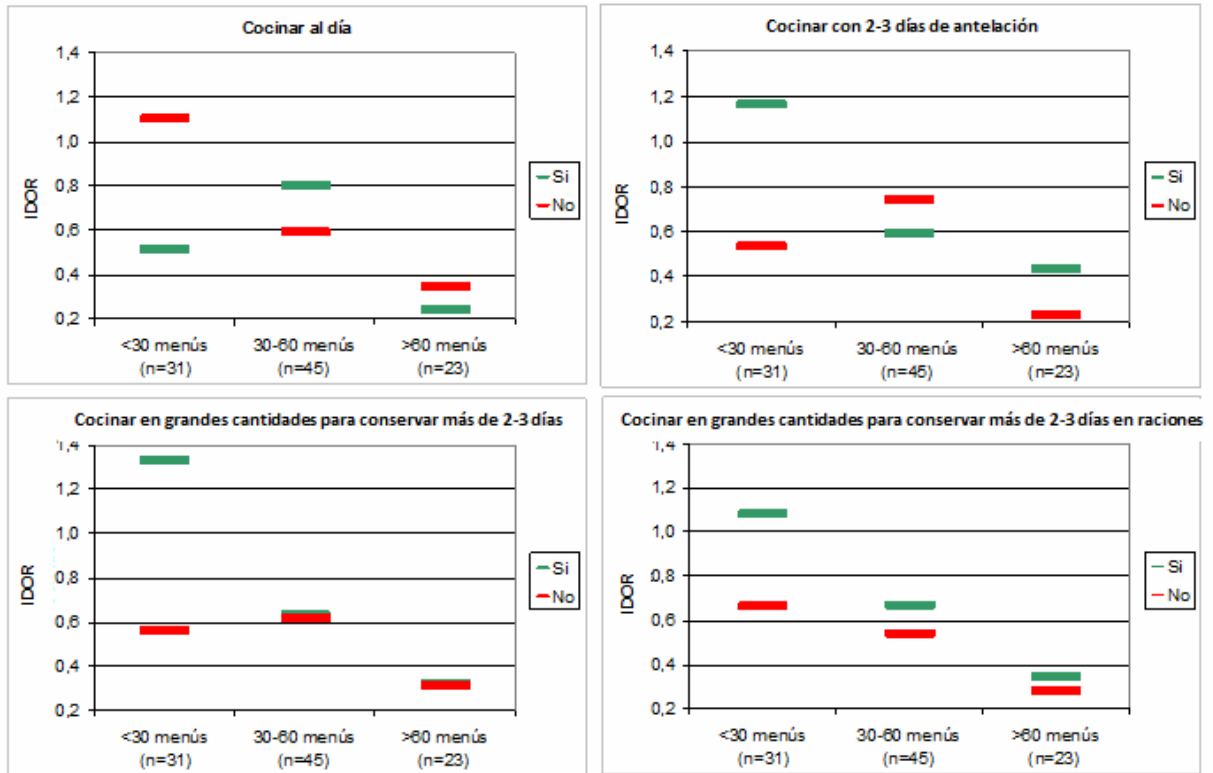 Cocinar al día
1,4
1,2
1,0
0,8
0,6
0,4
0,2
IDOR
Si
No
<30 menús
(n=31)
30-60 menús
(n=45)
>60 menús
(n=23)
Cocinar con 2-3 días de antelación
1,4
1,2
1,0
0,8
0,6
0,4
0,2
IDOR
Si
No
<30 menús
(n=31)
30-60 menús
(n=45)
>60 menús
(n=23)
Cocinar en grandes cantidades para conservar más de 2-3 días
1,4
1,2
1,0
0,8
0,6
0,4
0,2
IDOR
Si
No
<30 menús
(n=31)
30-60 menús
(n=45)
>60 menús
(n=23)
Cocinar en grandes cantidades para conservar más de 2-3 días en raciones
1,4
1,2
1,0
0,8
0,6
0,4
0,2
IDOR
Si
No
<30 menús
(n=31)
30-60 menús
(n=45)
>60 menús
(n=23)